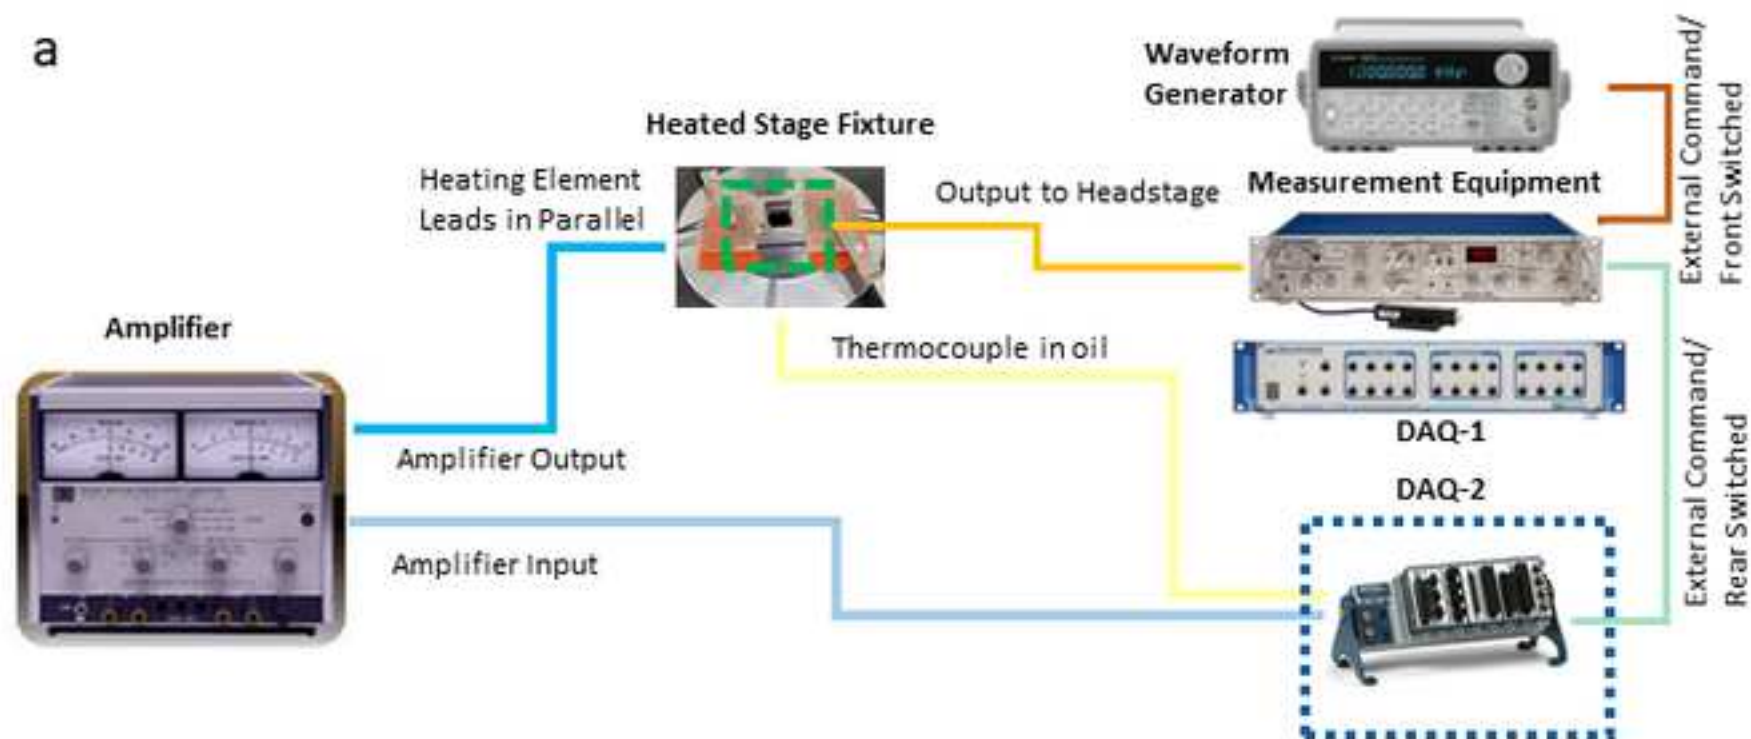 a
Waveform
Generator
External Command/
Front Switched
Heated Stage Fixture
Heating Element
Leads in Parallel
Output to Headstage
Measurement Equipment
Amplifier
Thermocouple in oil
DAQ-1
Amplifier Output
DAQ-2
External Command/
Rear Switched
Amplifier Input